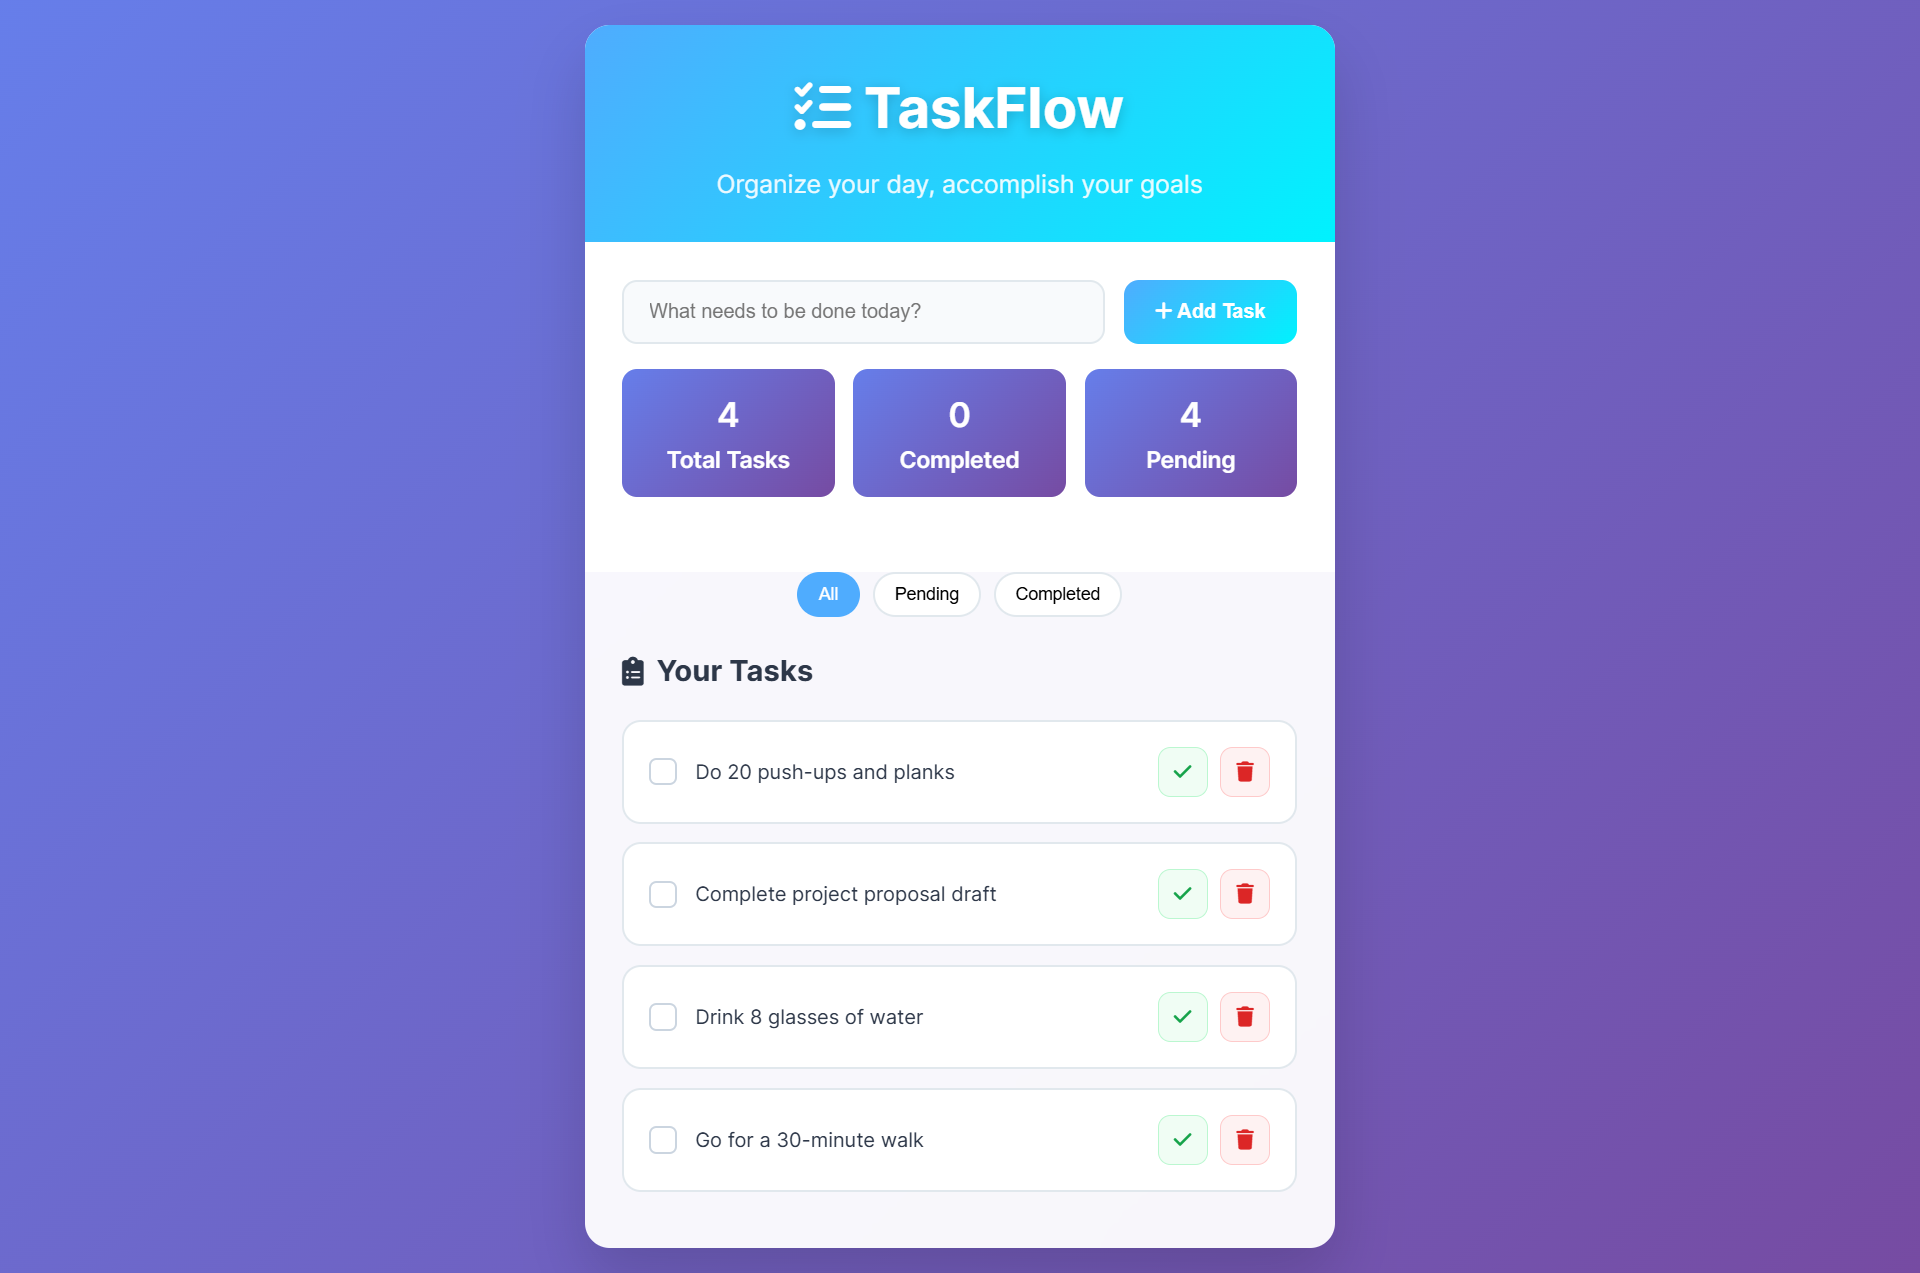 TaskFlow
Organize your day, accomplish your goals
What needs to be done today?
Add Task
4
Total Tasks
0
Completed
4
Pending
All
Pending
Completed
Your Tasks
Do 20 push-ups and planks
Complete project proposal draft
Drink 8 glasses of water
Go for a 30-minute walk